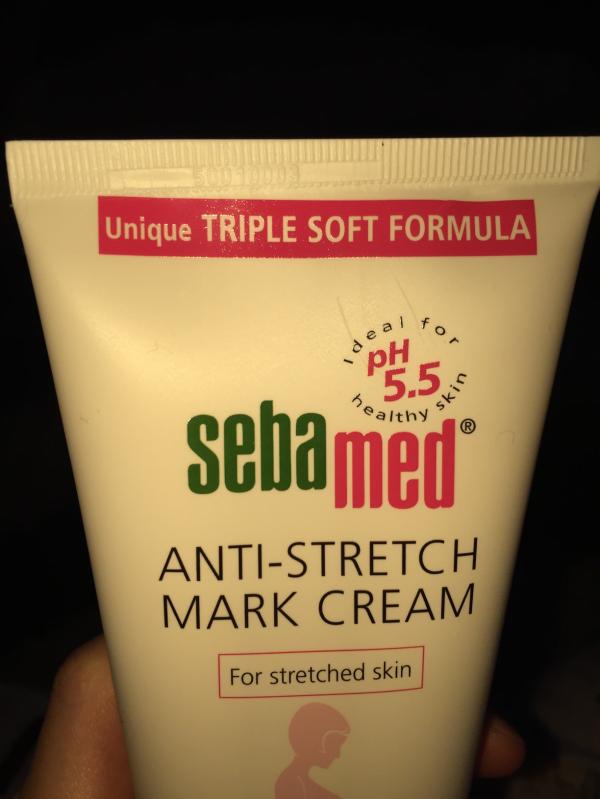 Unique TRIPLE SOFT FORMULA
Ideal for
pH
5.5
healthy skin
sebamed®
ANTI-STRETCH
MARK CREAM
For stretched skin